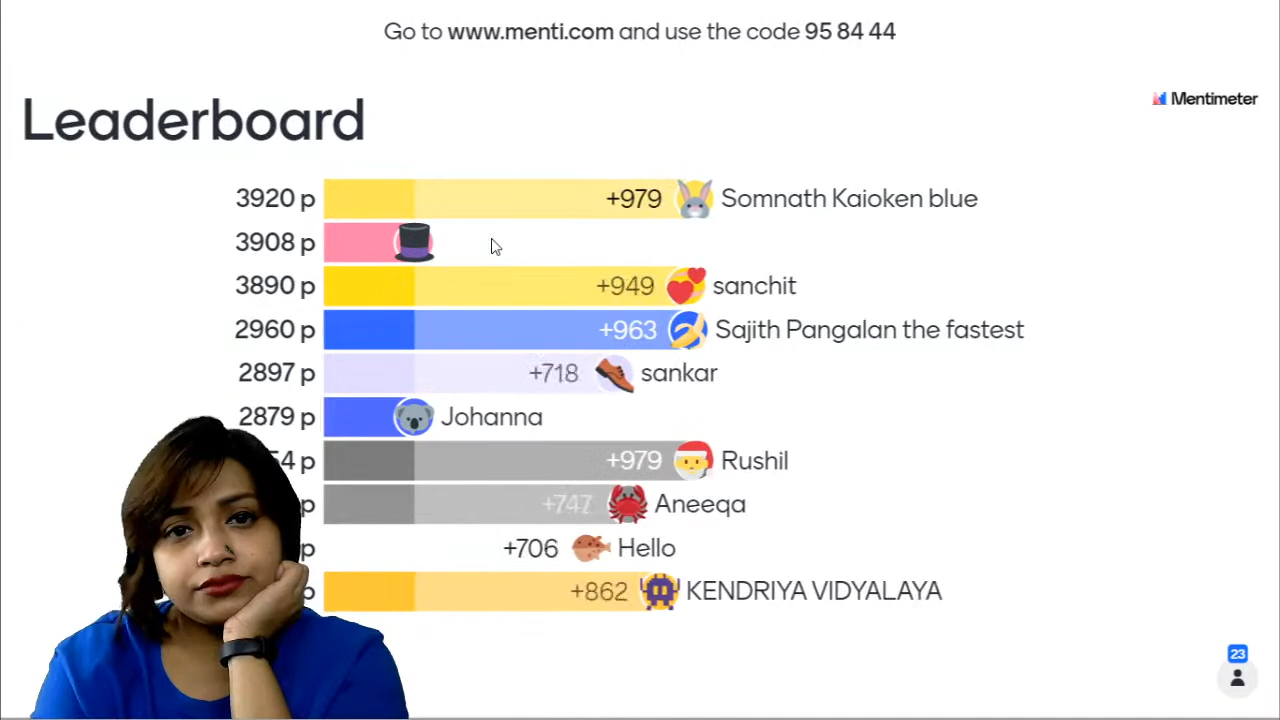 Go to www.menti.com and use the code 95 84 44
Mentimeter
Leaderboard
3920 p +979 Somnath Kaioken blue
3908 p
3890 p +949 sanchit
2960 p +963 Sajith Pangalan the fastest
2897 p +718 sankar
2879 p Johanna
54 p +979 Rushil
p +747 Aneeqa
p +706 Hello
+862 KENDRIYA VIDYALAYA
23